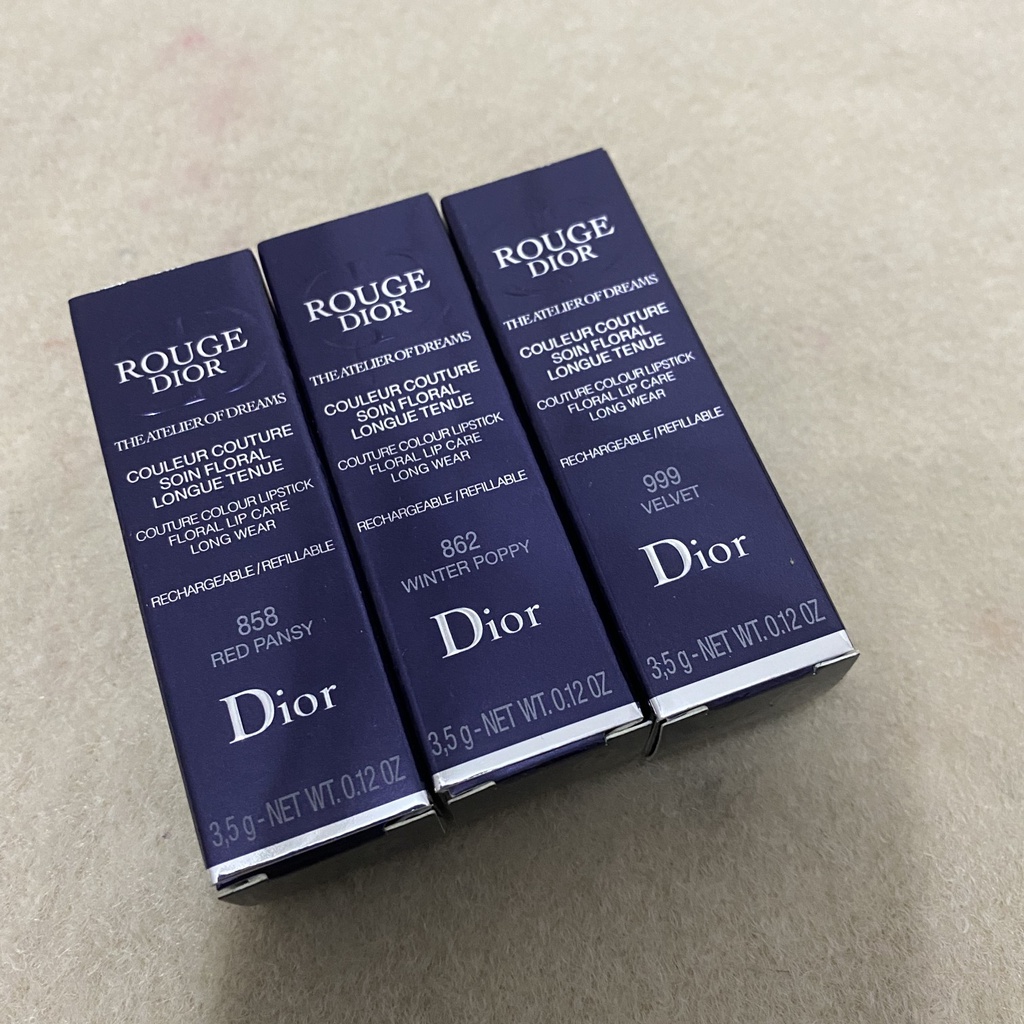 ROUGE
DIOR
THE ATELIER OF DREAMS
COULEUR COUTURE
SOIN FLORAL
LONGUE TENUE
COUTURE COLOUR LIPSTICK
FLORAL LIP CARE
LONG WEAR
RECHARGEABLE / REFILLABLE
858
RED PANSY
Dior
3,5 g - NET WT. 0.12 OZ
ROUGE
DIOR
THE ATELIER OF DREAMS
COULEUR COUTURE
SOIN FLORAL
LONGUE TENUE
COUTURE COLOUR LIPSTICK
FLORAL LIP CARE
LONG WEAR
RECHARGEABLE / REFILLABLE
862
WINTER POPPY
Dior
3,5 g - NET WT. 0.12 OZ
ROUGE
DIOR
THE ATELIER OF DREAMS
COULEUR COUTURE
SOIN FLORAL
LONGUE TENUE
COUTURE COLOUR LIPSTICK
FLORAL LIP CARE
LONG WEAR
RECHARGEABLE / REFILLABLE
999
VELVET
Dior
3,5 g - NET WT. 0.12 OZ